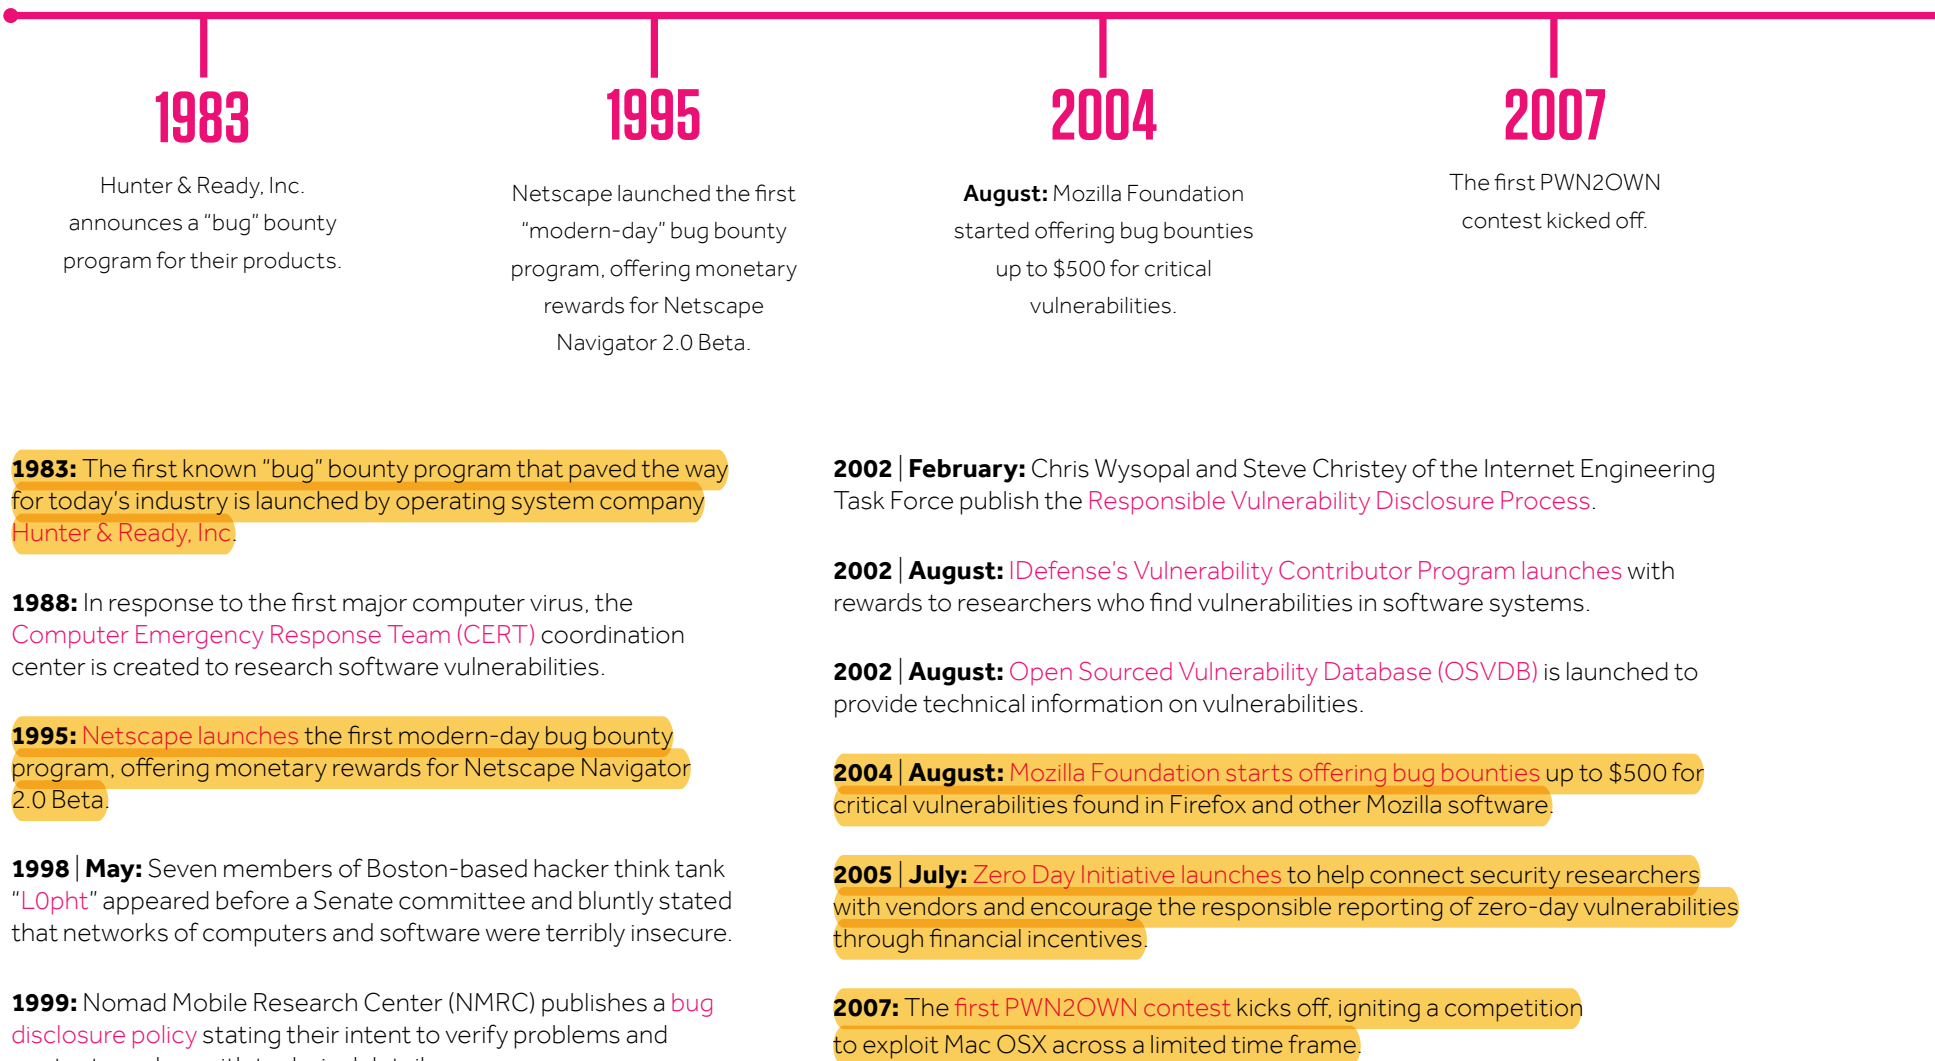 1983
Hunter & Ready, Inc.
announces a "bug" bounty
program for their products.
1995
Netscape launched the first
"modern-day" bug bounty
program, offering monetary
rewards for Netscape
Navigator 2.0 Beta.
2004
August: Mozilla Foundation
started offering bug bounties
up to $500 for critical
vulnerabilities.
2007
The first PWN2OWN
contest kicked off.
1983: The first known "bug" bounty program that paved the way
for today's industry is launched by operating system company
Hunter & Ready, Inc.
1988: In response to the first major computer virus, the
Computer Emergency Response Team (CERT) coordination
center is created to research software vulnerabilities.
1995: Netscape launches the first modern-day bug bounty
program, offering monetary rewards for Netscape Navigator
2.0 Beta.
1998 | May: Seven members of Boston-based hacker think tank
"L0pht" appeared before a Senate committee and bluntly stated
that networks of computers and software were terribly insecure.
1999: Nomad Mobile Research Center (NMRC) publishes a bug
disclosure policy stating their intent to verify problems and
2002 | February: Chris Wysopal and Steve Christey of the Internet Engineering
Task Force publish the Responsible Vulnerability Disclosure Process.
2002 | August: IDefense's Vulnerability Contributor Program launches with
rewards to researchers who find vulnerabilities in software systems.
2002 | August: Open Sourced Vulnerability Database (OSVDB) is launched to
provide technical information on vulnerabilities.
2004 | August: Mozilla Foundation starts offering bug bounties up to $500 for
critical vulnerabilities found in Firefox and other Mozilla software.
2005 | July: Zero Day Initiative launches to help connect security researchers
with vendors and encourage the responsible reporting of zero-day vulnerabilities
through financial incentives.
2007: The first PWN2OWN contest kicks off, igniting a competition
to exploit Mac OSX across a limited time frame.